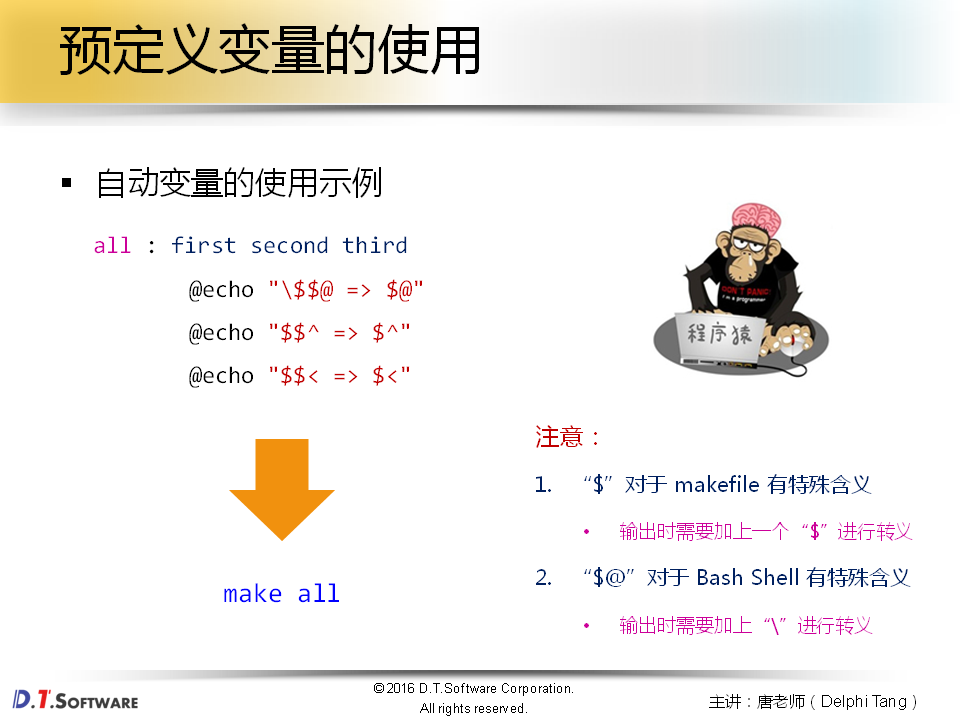 预定义变量的使用
▪ 自动变量的使用示例
all : first second third
@echo "\$$@ => $@"
@echo "$$^ => $^"
@echo "$$< => $<"
DON'T PANIC
I'm a programmer
程序猿
make all
注意：
1. “$”对于 makefile 有特殊含义
• 输出时需要加上一个“$”进行转义
2. “$@”对于 Bash Shell 有特殊含义
• 输出时需要加上“\”进行转义
D.T.SOFTWARE
©2016 D.T.Software Corporation.
All rights reserved.
主讲：唐老师（Delphi Tang）